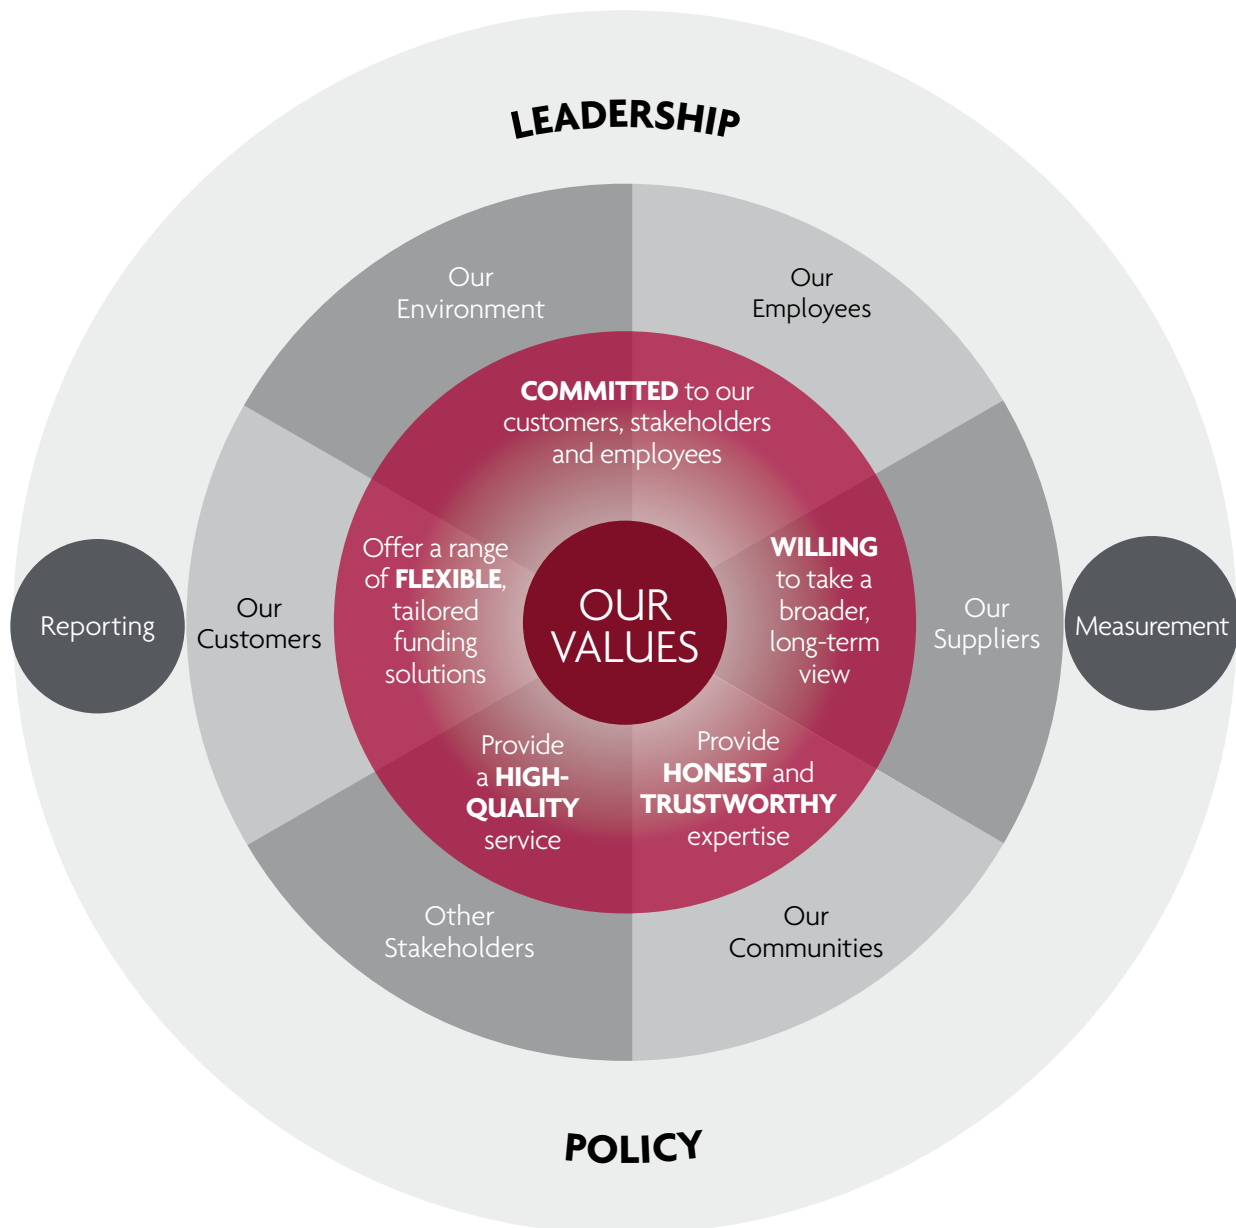 LEADERSHIP
Our
Environment
Our
Employees
COMMITTED to our
customers, stakeholders
and employees
Reporting
Our
Customers
Offer a range
of FLEXIBLE,
tailored
funding
solutions
OUR
VALUES
WILLING
to take a
broader,
long-term
view
Our
Suppliers
Measurement
Provide
a HIGH-
QUALITY
service
Provide
HONEST and
TRUSTWORTHY
expertise
Other
Stakeholders
Our
Communities
POLICY